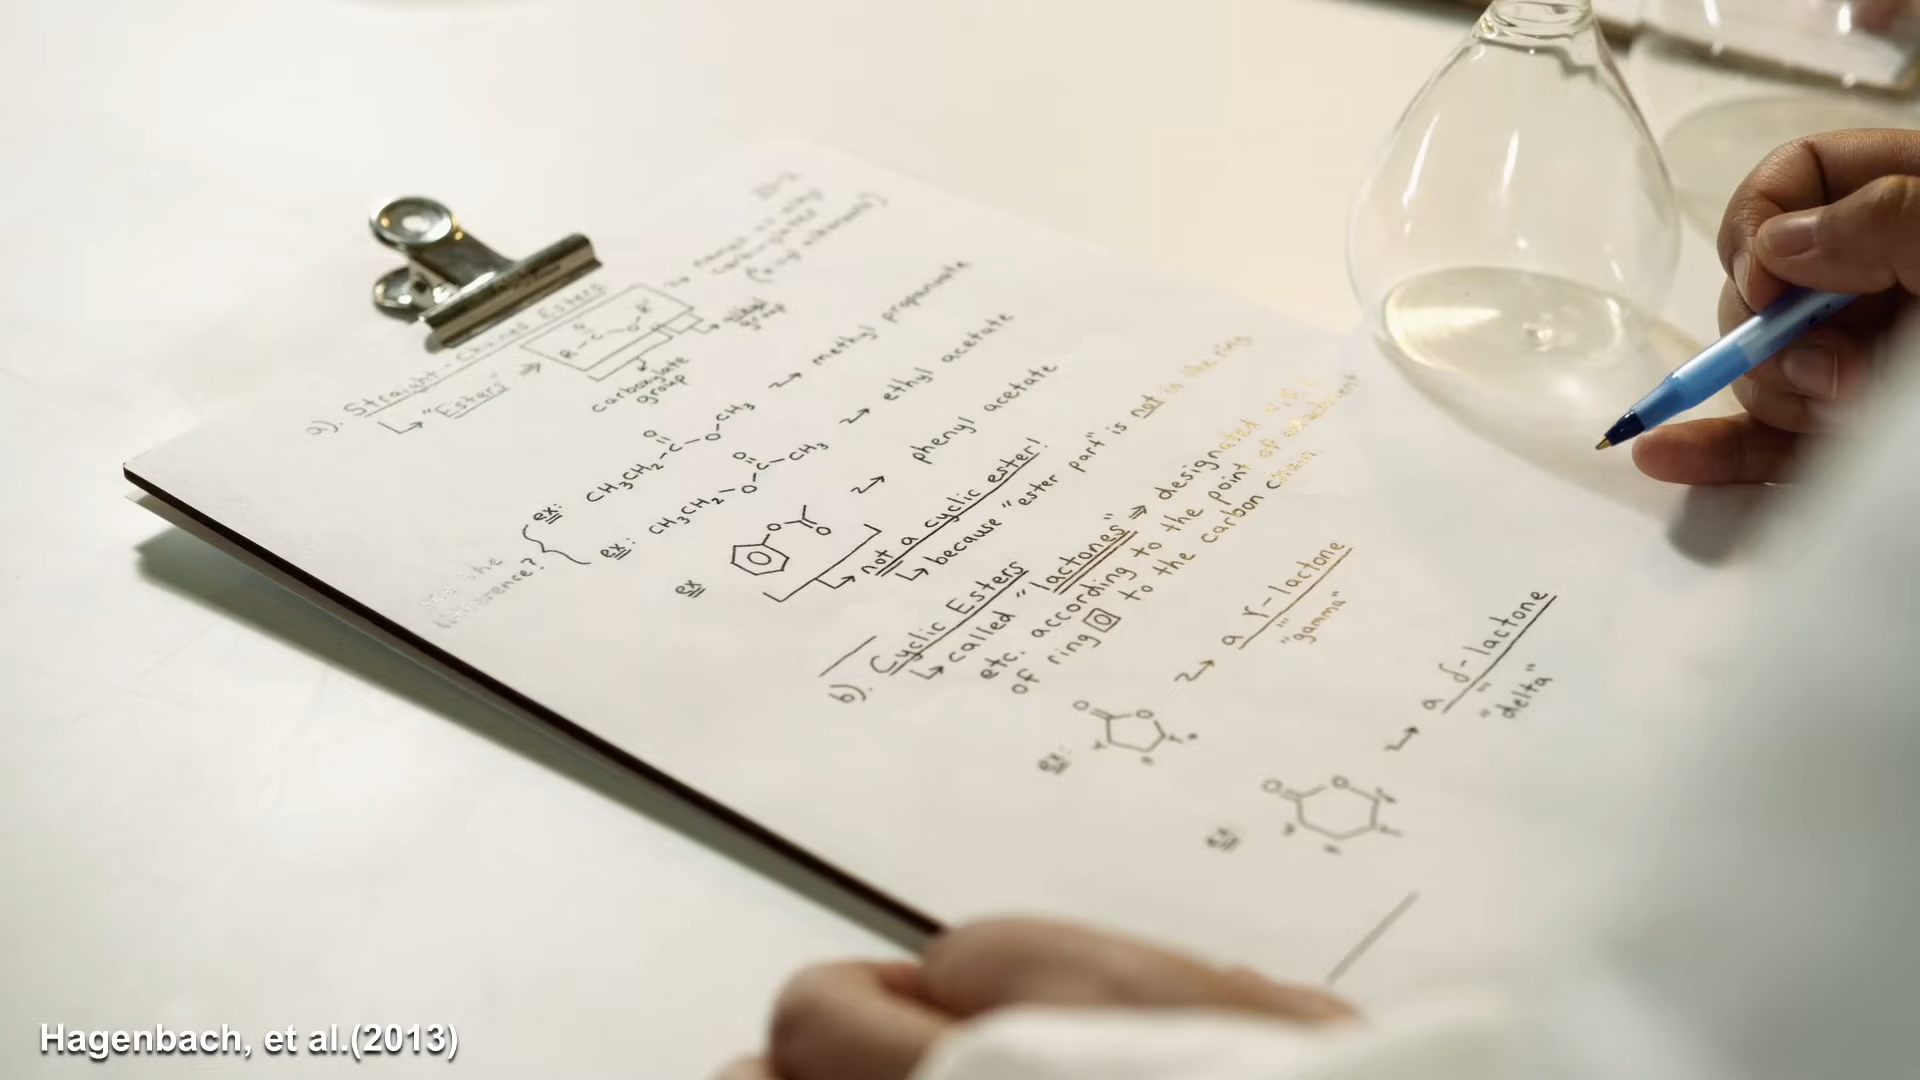 a). Straight-Chained Esters
↳ "Esters" ⇒
R-C-O-R'
O
carboxylate
group
alkyl
group
ex: CH3CH2-C-O-CH3 → methyl propanoate
O
ex: CH3CH2-O-C-CH3 → ethyl acetate
O
ex → phenyl acetate
O
O
↳ not a cyclic ester!
↳ because "ester part" is not in the ring
b). Cyclic Esters
↳ called "lactones" ⇒ designated
etc. according to the point of attachment
of ring O to the carbon chain
ex: → a γ-lactone
O
O
"gamma"
ex: → a δ-lactone
O
O
"delta"
Hagenbach, et al.(2013)